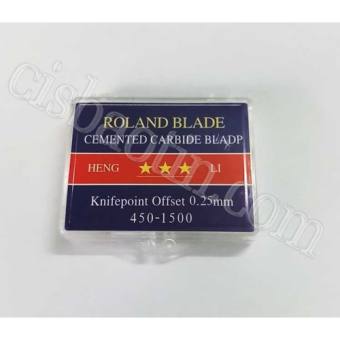 ROLAND BLADE
CEMENTED CARBIDE BLADP
HENG ★★★ LI
Knifepoint Offset 0.25mm
450-1500